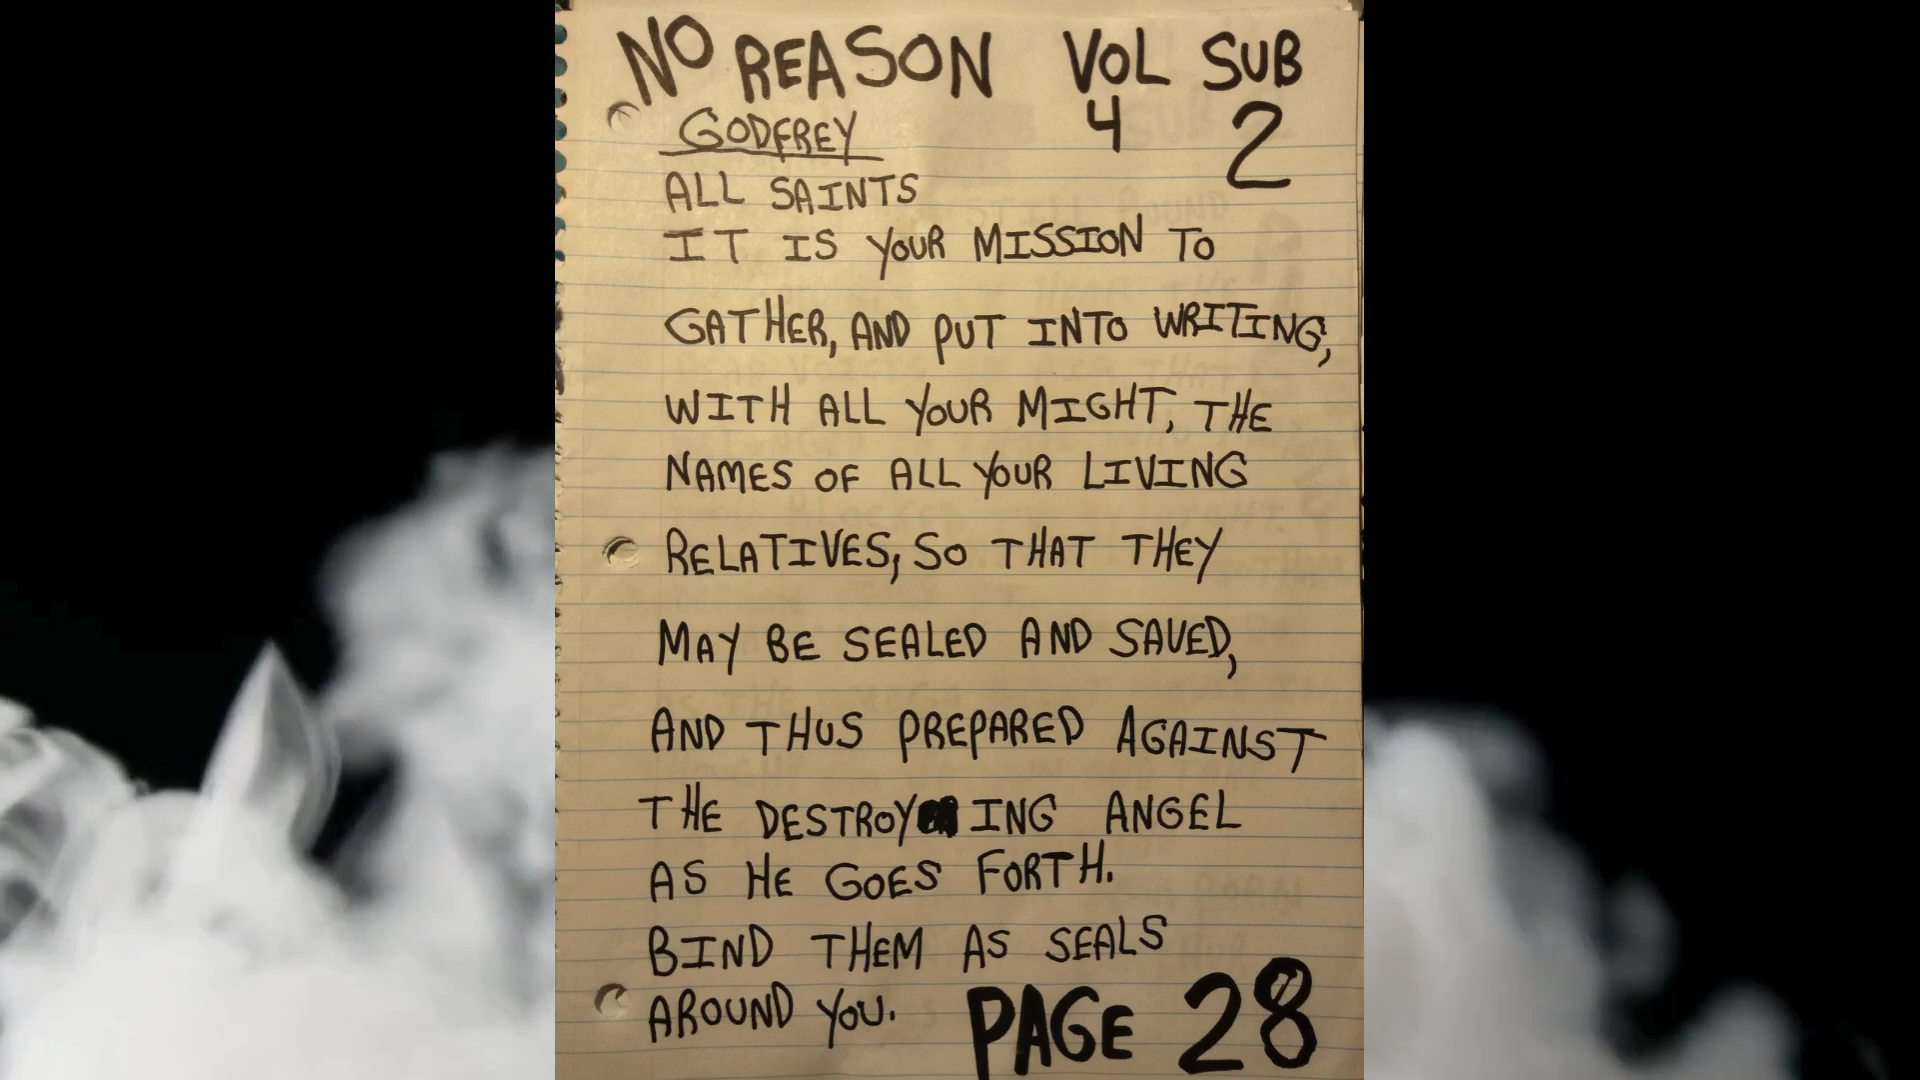 NO REASON VOL SUB
4 2
GODFREY
ALL SAINTS
IT IS YOUR MISSION TO
GATHER, AND PUT INTO WRITING,
WITH ALL YOUR MIGHT, THE
NAMES OF ALL YOUR LIVING
RELATIVES, SO THAT THEY
MAY BE SEALED AND SAVED,
AND THUS PREPARED AGAINST
THE DESTROYING ANGEL
AS HE GOES FORTH.
BIND THEM AS SEALS
AROUND YOU.
PAGE 28